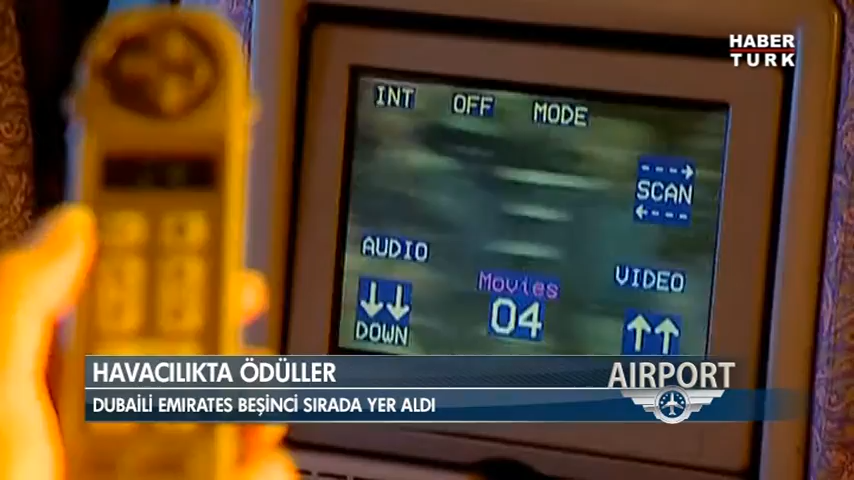 HABER
TURK
INT OFF MODE
SCAN
AUDIO
Movies
VIDEO
04
DOWN
HAVACILIKTA ÖDÜLLER
AIRPORT
DUBAİLİ EMIRATES BEŞİNCİ SIRADA YER ALDI